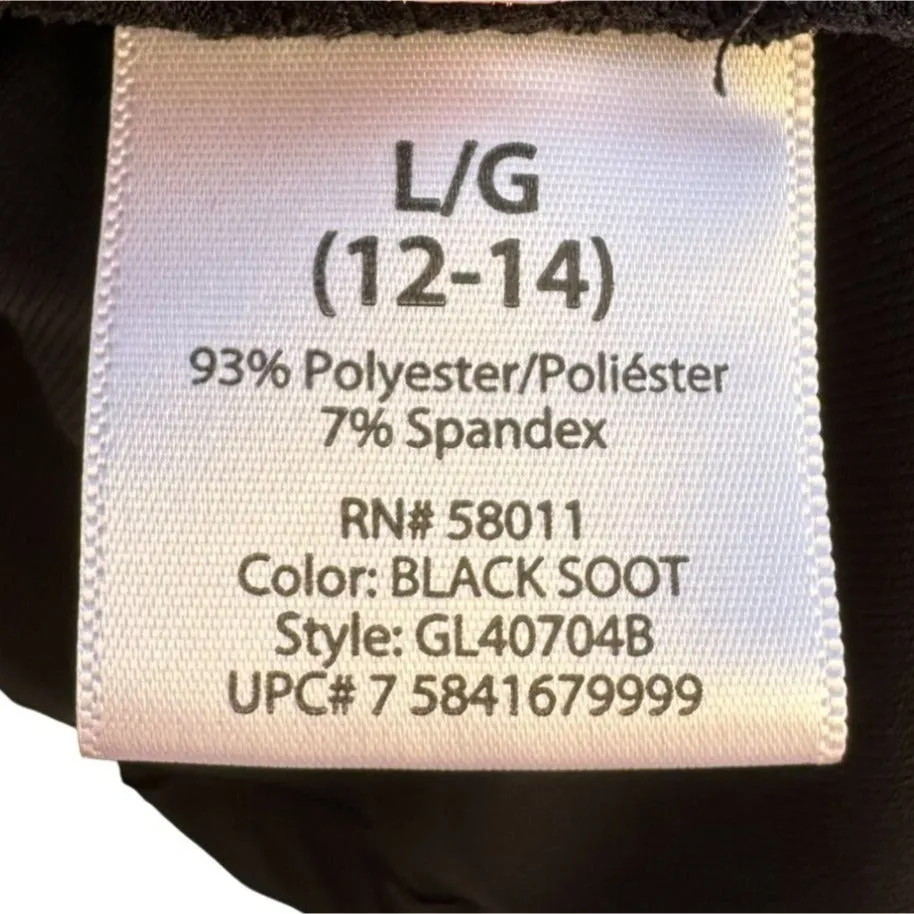 L/G
(12-14)
93% Polyester/Poliéster
7% Spandex
RN# 58011
Color: BLACK SOOT
Style: GL40704B
UPC# 7 5841679999